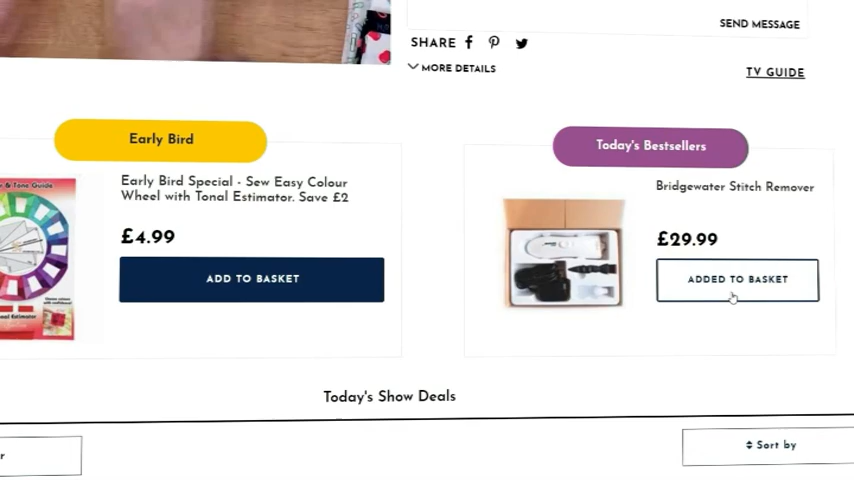 SEND MESSAGE
SHARE
MORE DETAILS
TV GUIDE
Early Bird
Today's Bestsellers
& Tone Guide
Early Bird Special - Sew Easy Colour
Wheel with Tonal Estimator. Save £2
£4.99
ADD TO BASKET
Bridgewater Stitch Remover
£29.99
ADDED TO BASKET
Today's Show Deals
r
Sort by